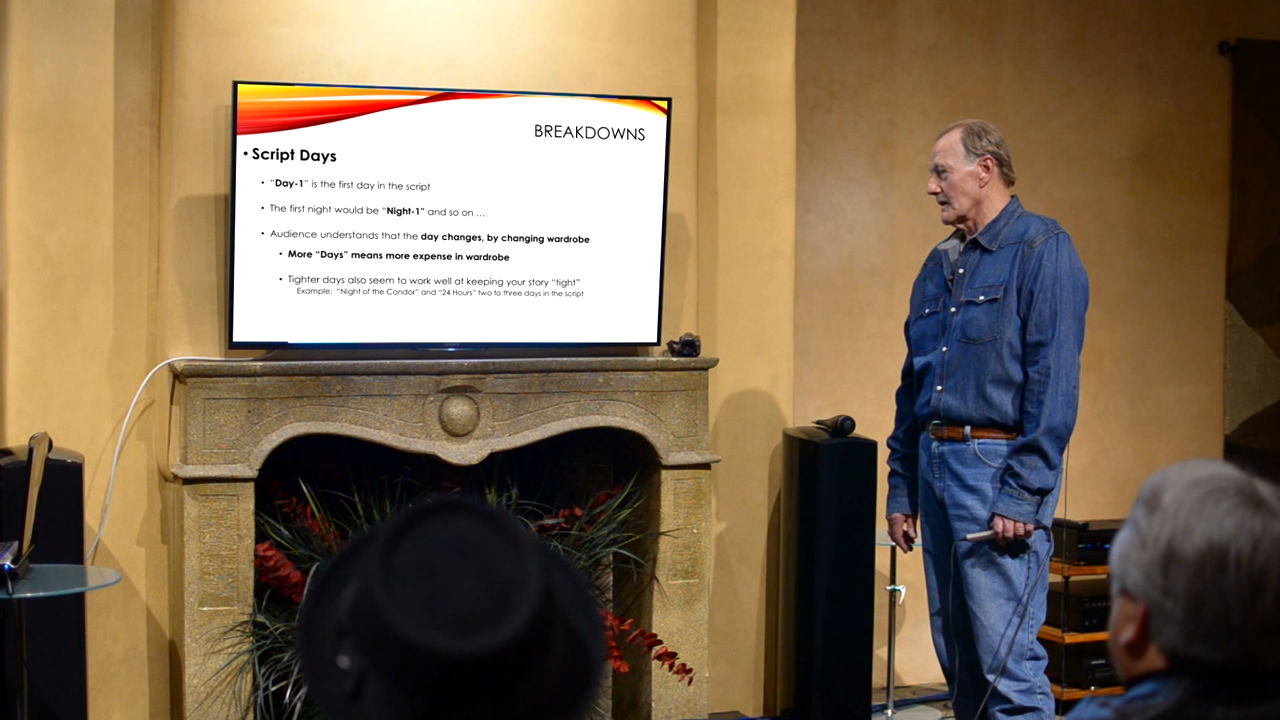 BREAKDOWNS
• Script Days
• “Day-1” is the first day in the script
• The first night would be “Night-1” and so on …
• Audience understands that the day changes, by changing wardrobe
• More “Days” means more expense in wardrobe
• Tighter days also seem to work well at keeping your story “tight”
Example: “Night of the Condor” and “24 Hours” two to three days in the script